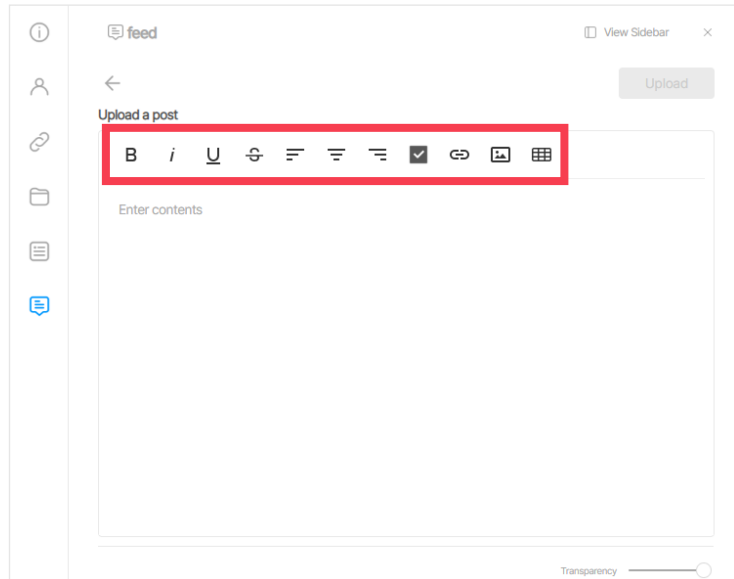 feed
View Sidebar
Upload
Upload a post
B i U S
Enter contents
Transparency